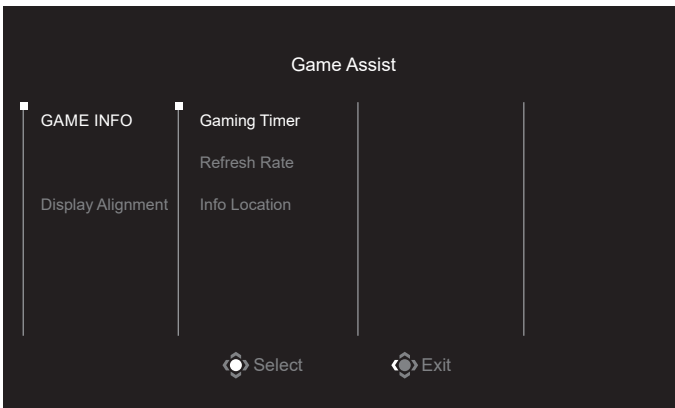 Game Assist
GAME INFO
Gaming Timer
Refresh Rate
Display Alignment
Info Location
Select
Exit